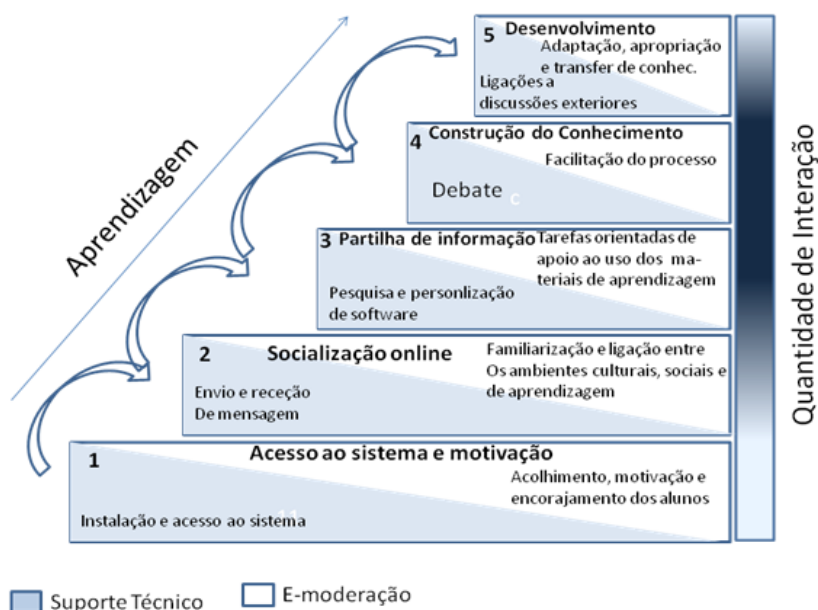 5 Desenvolvimento
Adaptação, apropriação
e transfer de conhec.
Ligações a
discussões exteriores
4 Construção do Conhecimento
Facilitação do processo
Debate
c
3 Partilha de informação
Tarefas orientadas de
apoio ao uso dos ma-
teriais de aprendizagem
Pesquisa e personlização
de software
2 Socialização online
Familiarização e ligação entre
Os ambientes culturais, sociais e
de aprendizagem
Envio e receção
De mensagem
1 Acesso ao sistema e motivação
Acolhimento, motivação e
encorajamento dos alunos
Instalação e acesso ao sistema
11
Aprendizagem
Quantidade de Interação
Suporte Técnico
E-moderação